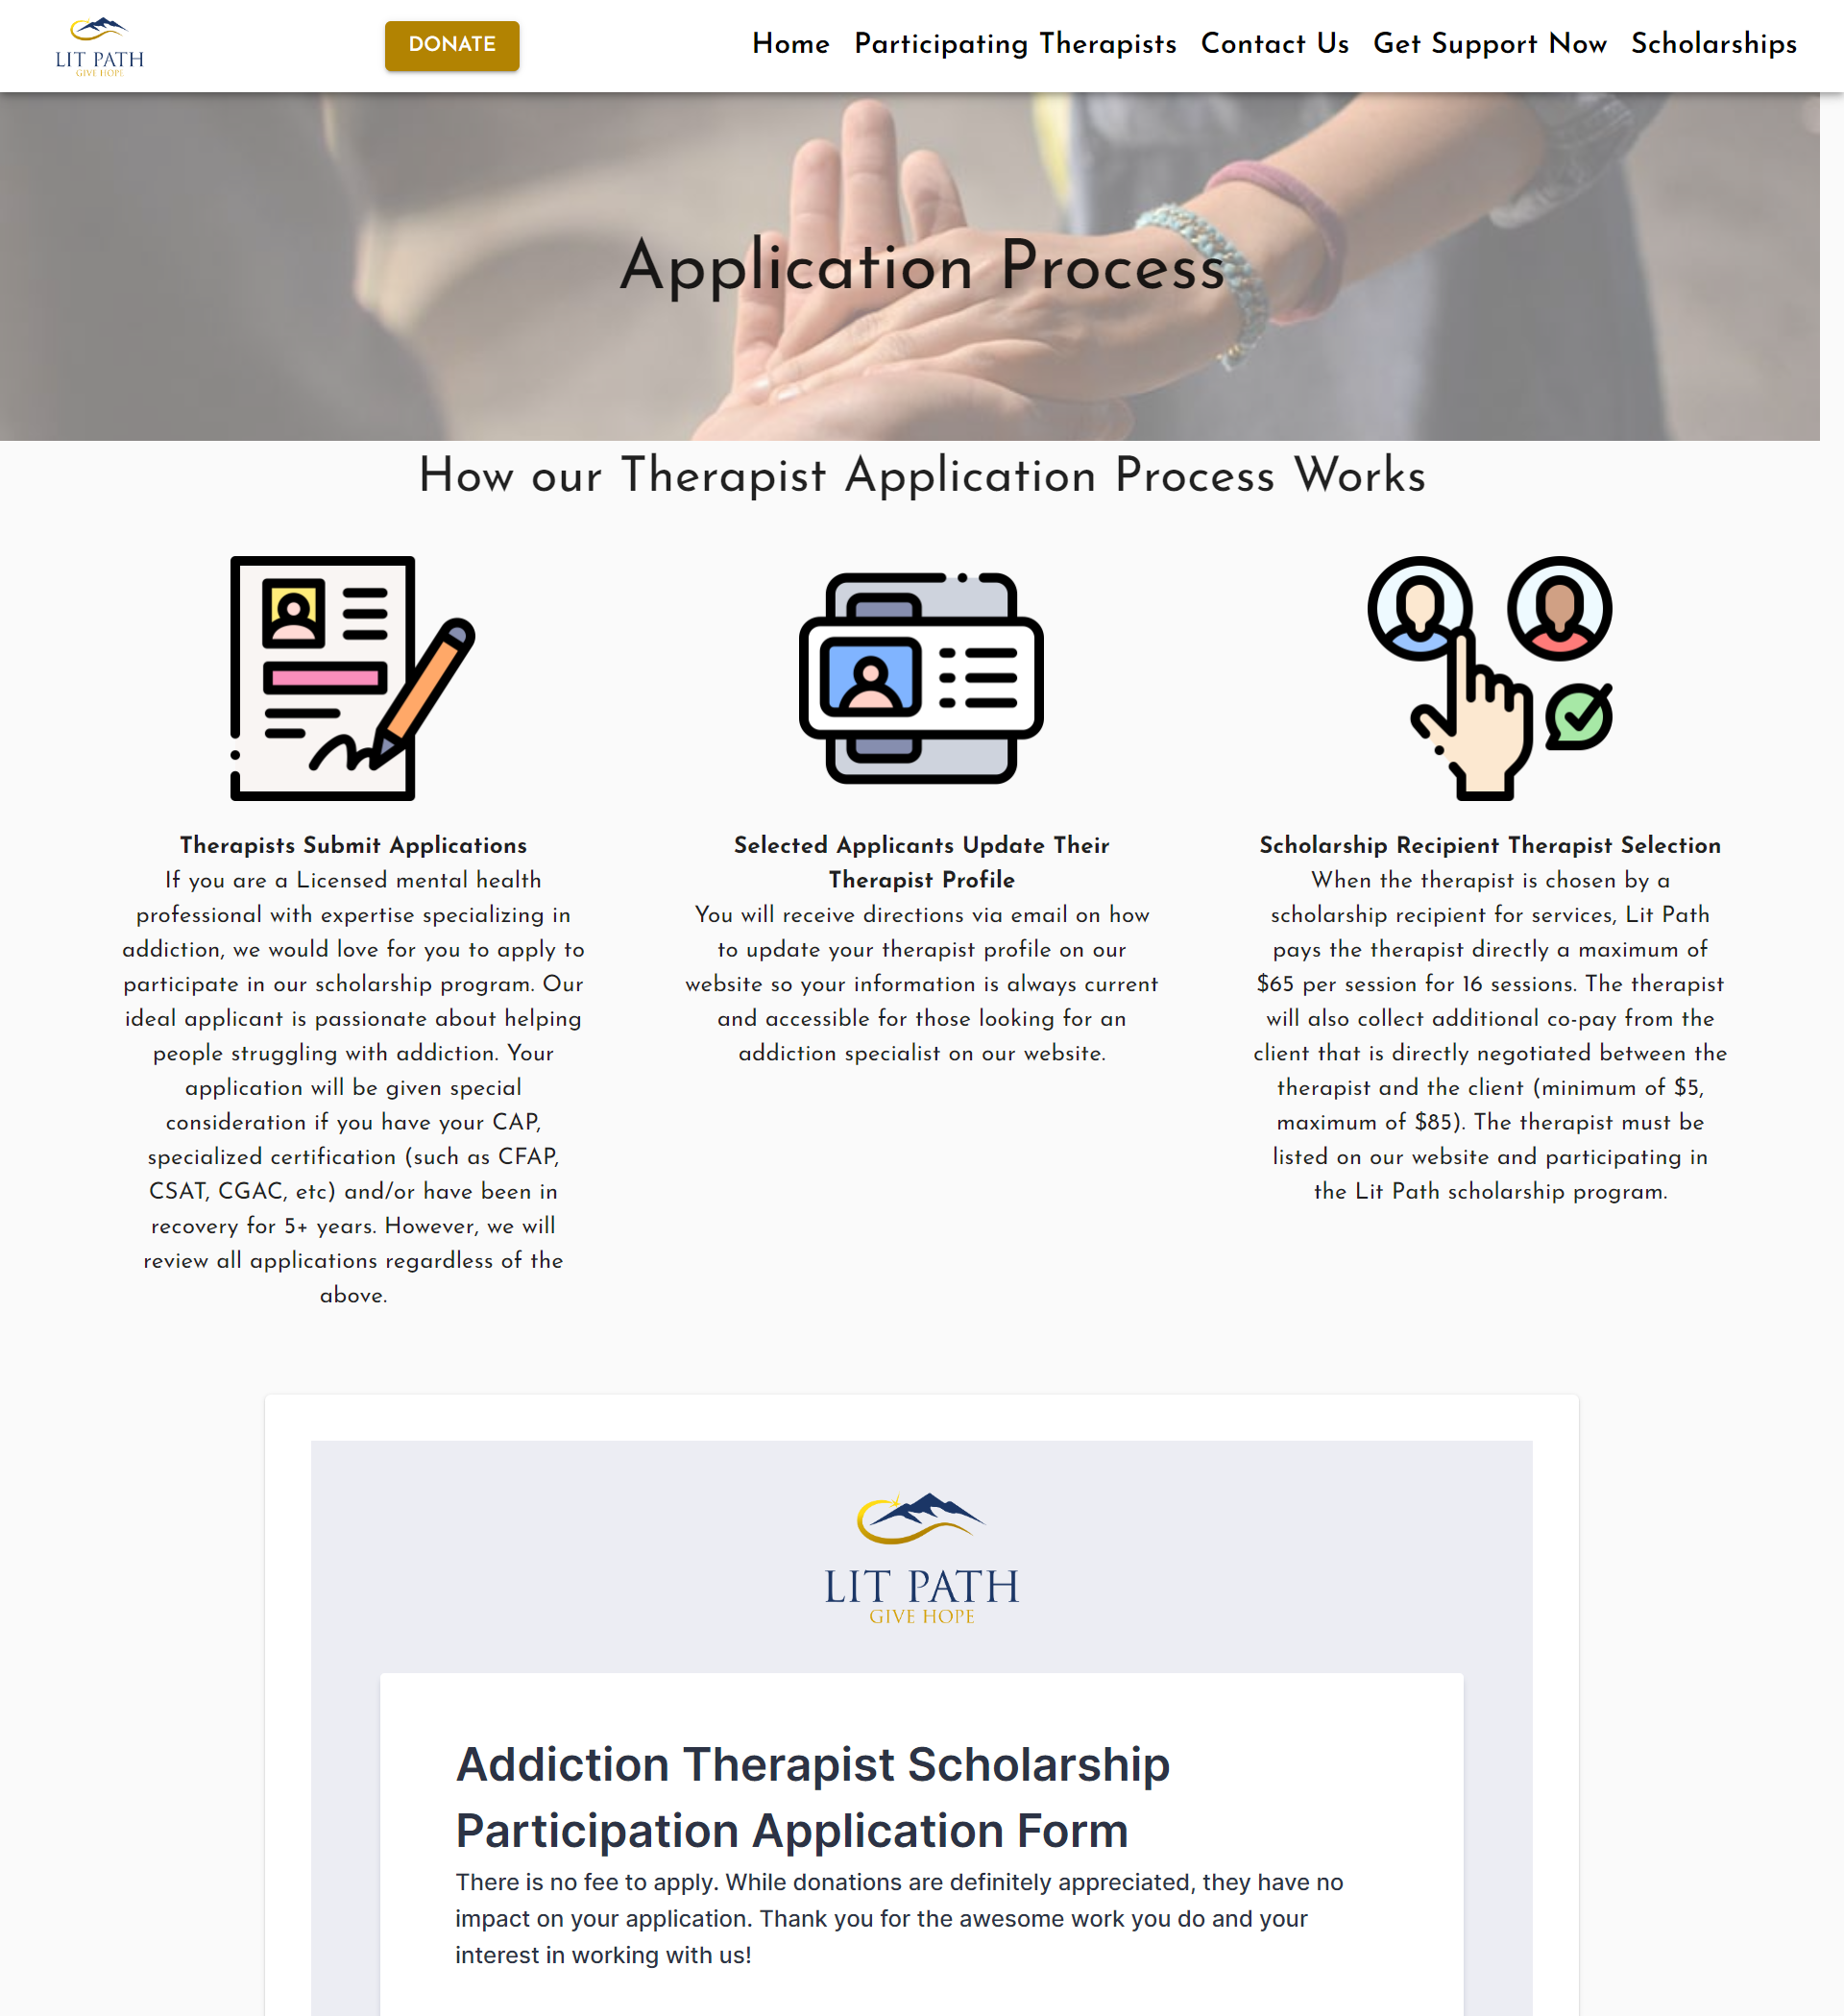 LIT PATH
GIVE HOPE
DONATE
Home Participating Therapists Contact Us Get Support Now Scholarships
Application Process
How our Therapist Application Process Works
Therapists Submit Applications
If you are a Licensed mental health
professional with expertise specializing in
addiction, we would love for you to apply to
participate in our scholarship program. Our
ideal applicant is passionate about helping
people struggling with addiction. Your
application will be given special
consideration if you have your CAP,
specialized certification (such as CFAP,
CSAT, CGAC, etc) and/or have been in
recovery for 5+ years. However, we will
review all applications regardless of the
above.
Selected Applicants Update Their
Therapist Profile
You will receive directions via email on how
to update your therapist profile on our
website so your information is always current
and accessible for those looking for an
addiction specialist on our website.
Scholarship Recipient Therapist Selection
When the therapist is chosen by a
scholarship recipient for services, Lit Path
pays the therapist directly a maximum of
$65 per session for 16 sessions. The therapist
will also collect additional co-pay from the
client that is directly negotiated between the
therapist and the client (minimum of $5,
maximum of $85). The therapist must be
listed on our website and participating in
the Lit Path scholarship program.
LIT PATH
GIVE HOPE
Addiction Therapist Scholarship
Participation Application Form
There is no fee to apply. While donations are definitely appreciated, they have no
impact on your application. Thank you for the awesome work you do and your
interest in working with us!